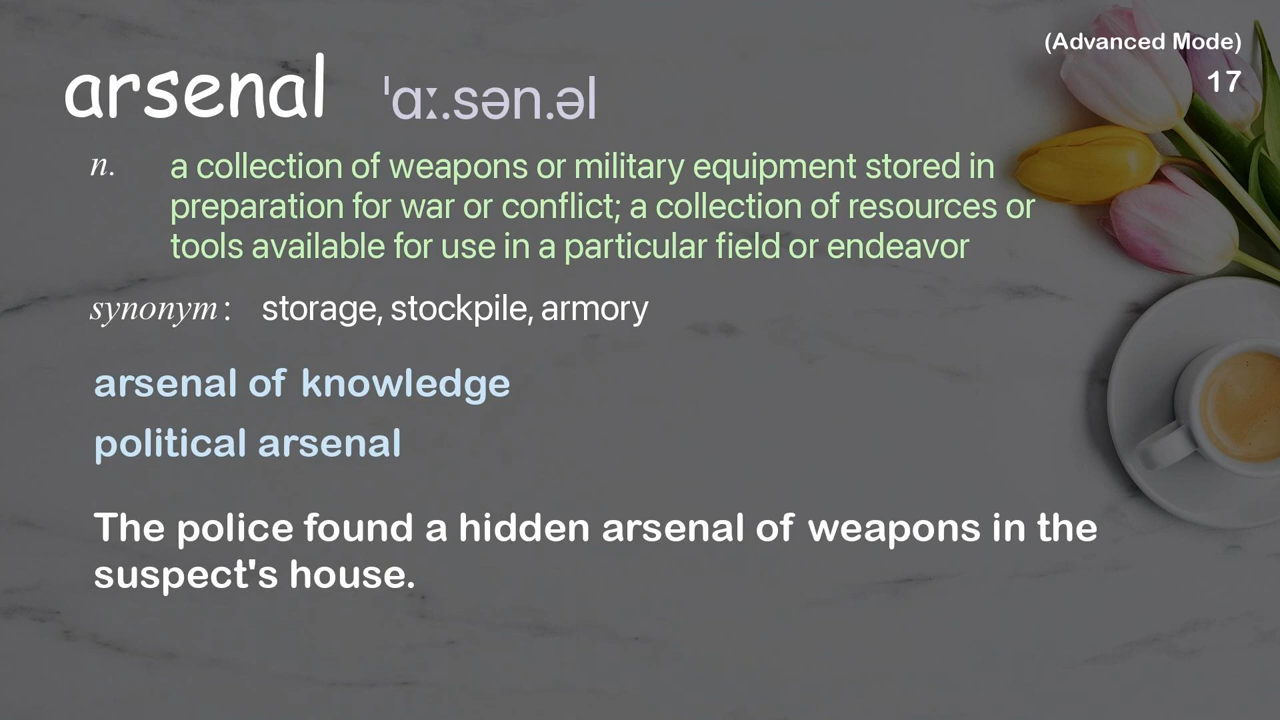 (Advanced Mode)
17
arsenal ˈɑː.sən.əl
n. a collection of weapons or military equipment stored in
preparation for war or conflict; a collection of resources or
tools available for use in a particular field or endeavor
synonym: storage, stockpile, armory
arsenal of knowledge
political arsenal
The police found a hidden arsenal of weapons in the
suspect's house.